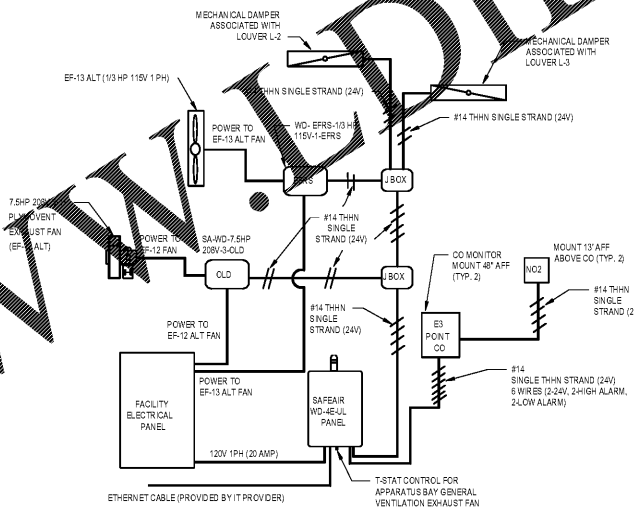 MECHANICAL DAMPER
ASSOCIATED WITH
LOUVER L-2
MECHANICAL DAMPER
ASSOCIATED WITH
LOUVER L-3
EF-13 ALT (1/3 HP 115V 1 PH)
#14 THHN SINGLE STRAND (24V)
#14 THHN SINGLE STRAND (24V)
POWER TO
EF-13 ALT FAN
WD- EFRS-1/3 HP
115V-1-EFRS
EFRS
J BOX
7.5HP 208V
PLYMOVENT
EXHAUST FAN
(EF-12 ALT)
POWER TO
EF-12 FAN
SA-WD-7.5HP
208V-3-OLD
#14 THHN
SINGLE
STRAND (24V)
OLD
J BOX
CO MONITOR
MOUNT 48" AFF
(TYP. 2)
MOUNT 13' AFF
ABOVE CO (TYP. 2)
NO2
#14 THHN
SINGLE
STRAND (2
POWER TO
EF-12 ALT FAN
#14 THHN
SINGLE
STRAND (24V)
E3
POINT
CO
POWER TO
EF-13 ALT FAN
#14
SINGLE THHN STRAND (24V)
6 WIRES (2-24V, 2-HIGH ALARM,
2-LOW ALARM)
FACILITY
ELECTRICAL
PANEL
SAFEAIR
WD-4E-UL
PANEL
120V 1PH (20 AMP)
T-STAT CONTROL FOR
APPARATUS BAY GENERAL
VENTILATION EXHAUST FAN
ETHERNET CABLE (PROVIDED BY IT PROVIDER)